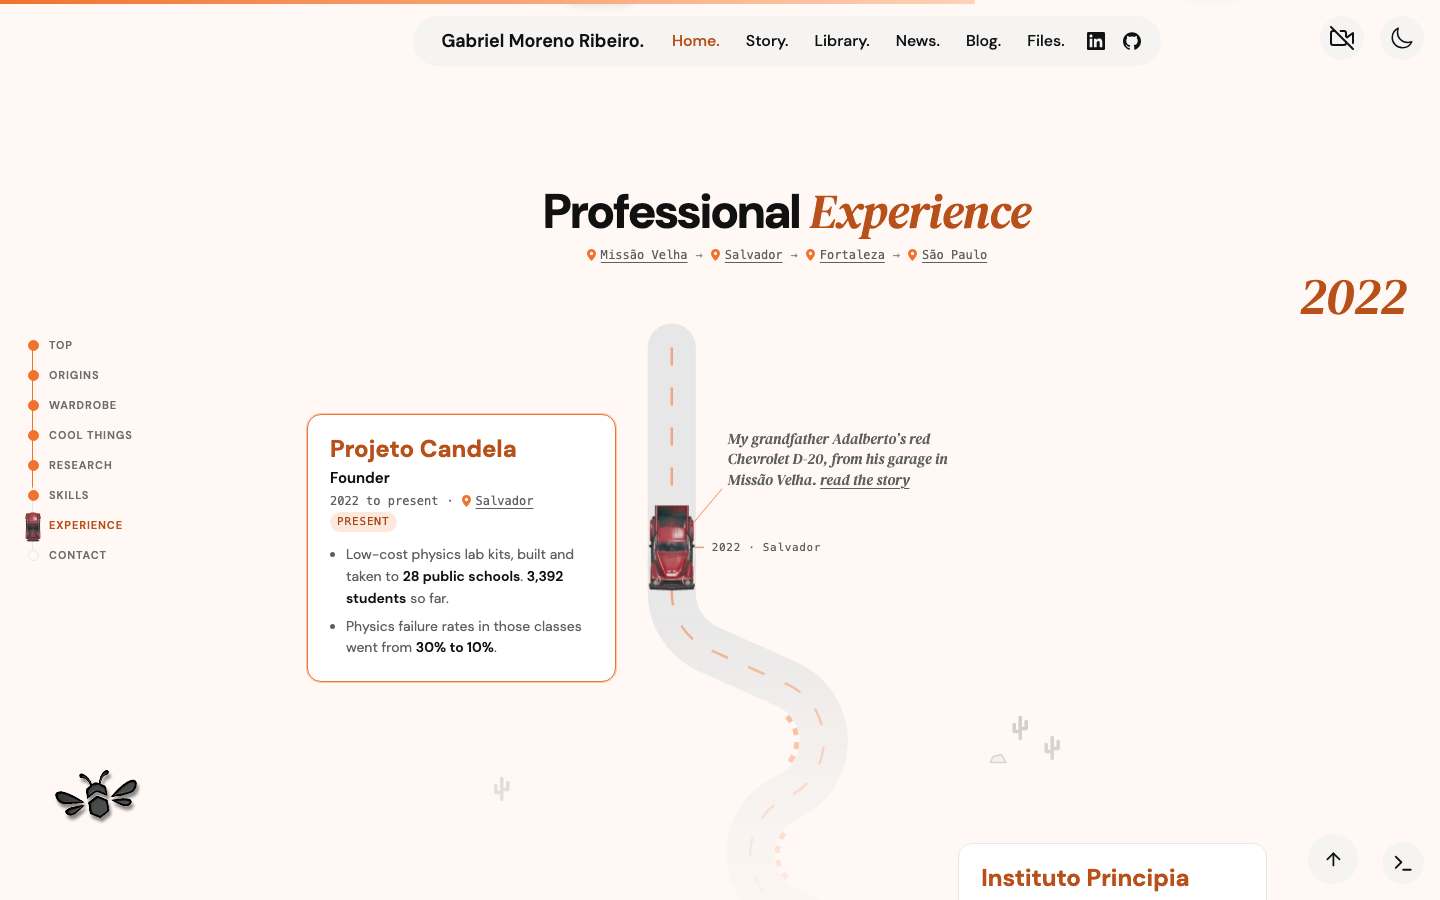 Gabriel Moreno Ribeiro. Home. Story. Library. News. Blog. Files.
Professional Experience
Missão Velha → Salvador → Fortaleza → São Paulo
2022
TOP
ORIGINS
WARDROBE
COOL THINGS
RESEARCH
SKILLS
EXPERIENCE
CONTACT
Projeto Candela
Founder
2022 to present · Salvador
PRESENT
Low-cost physics lab kits, built and
taken to 28 public schools. 3,392
students so far.
Physics failure rates in those classes
went from 30% to 10%.
My grandfather Adalberto's red
Chevrolet D-20, from his garage in
Missão Velha. read the story
2022 · Salvador
Instituto Principia